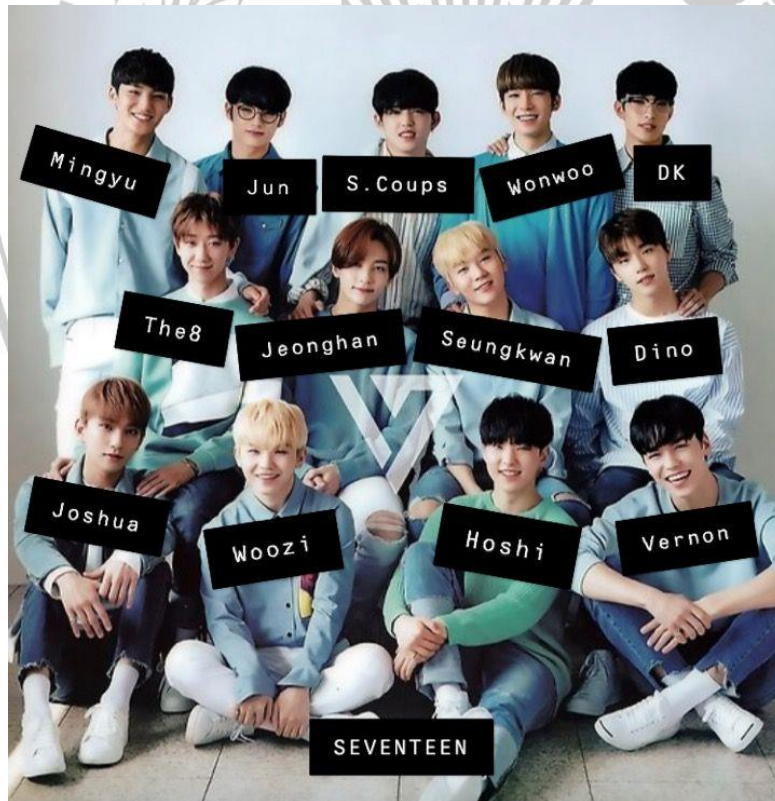 Mingyu
Jun
S.Coups
Wonwoo
DK
The8
Jeonghan
Seungkwan
Dino
Joshua
Woozi
Hoshi
Vernon
SEVENTEEN